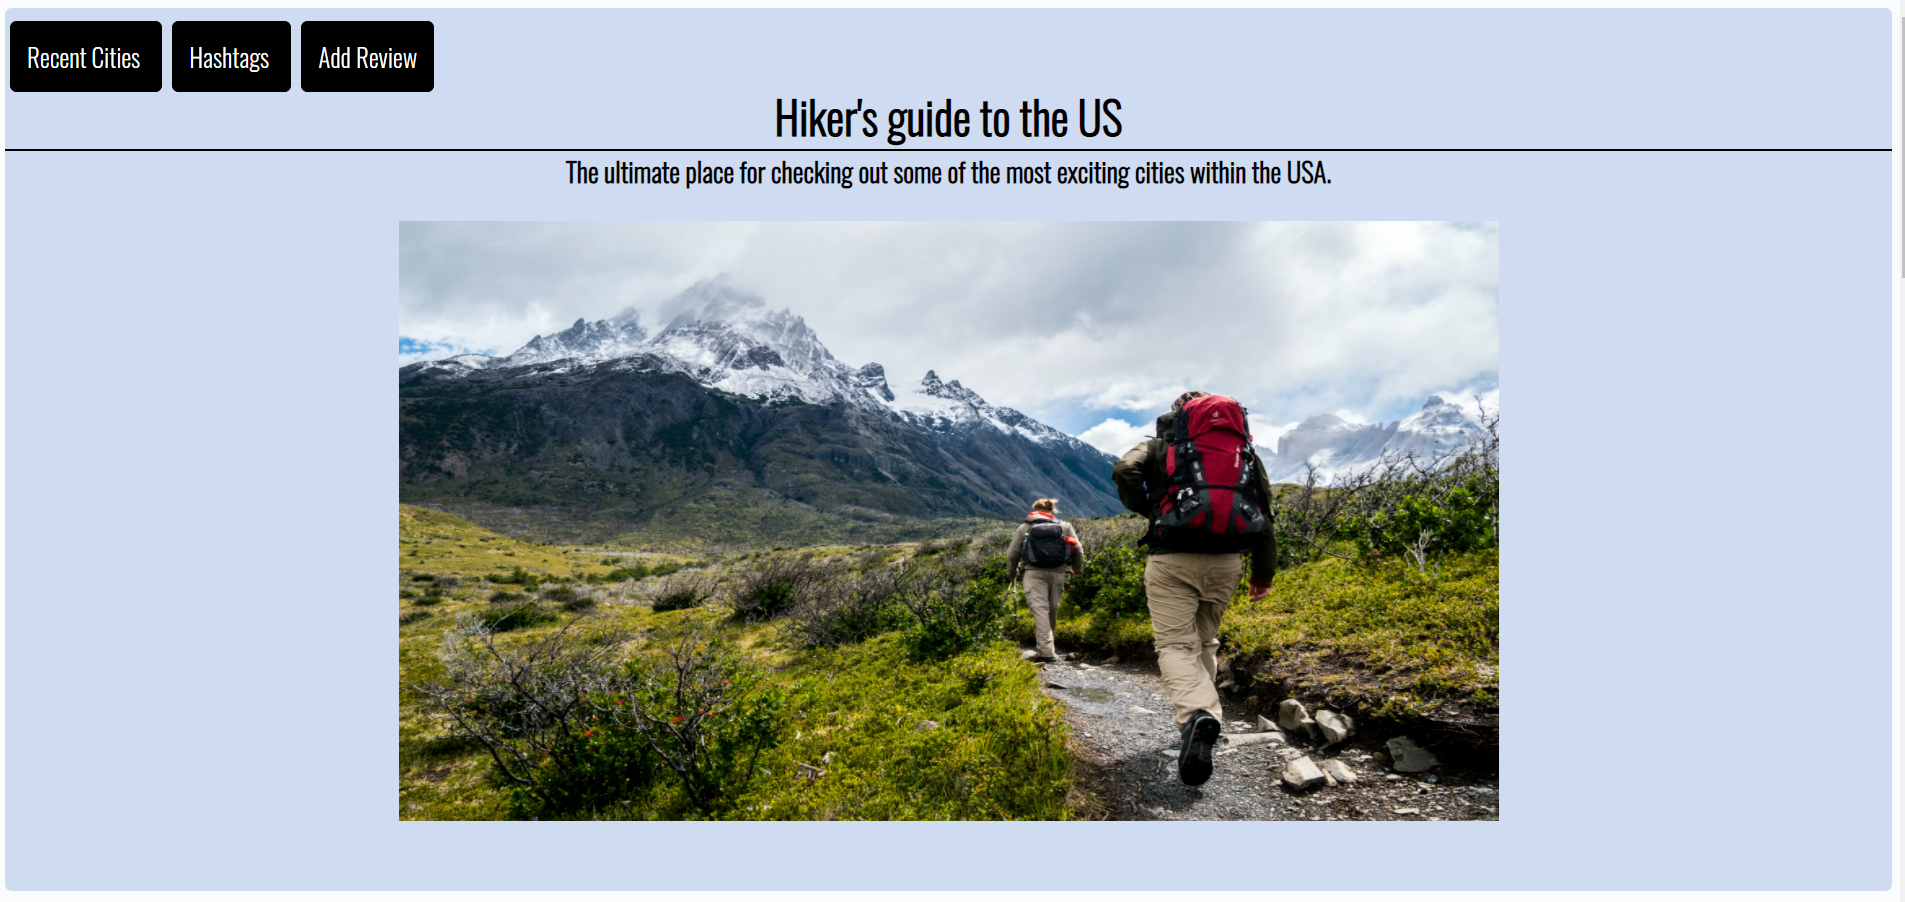 Recent Cities
Hashtags
Add Review
Hiker's guide to the US
The ultimate place for checking out some of the most exciting cities within the USA.